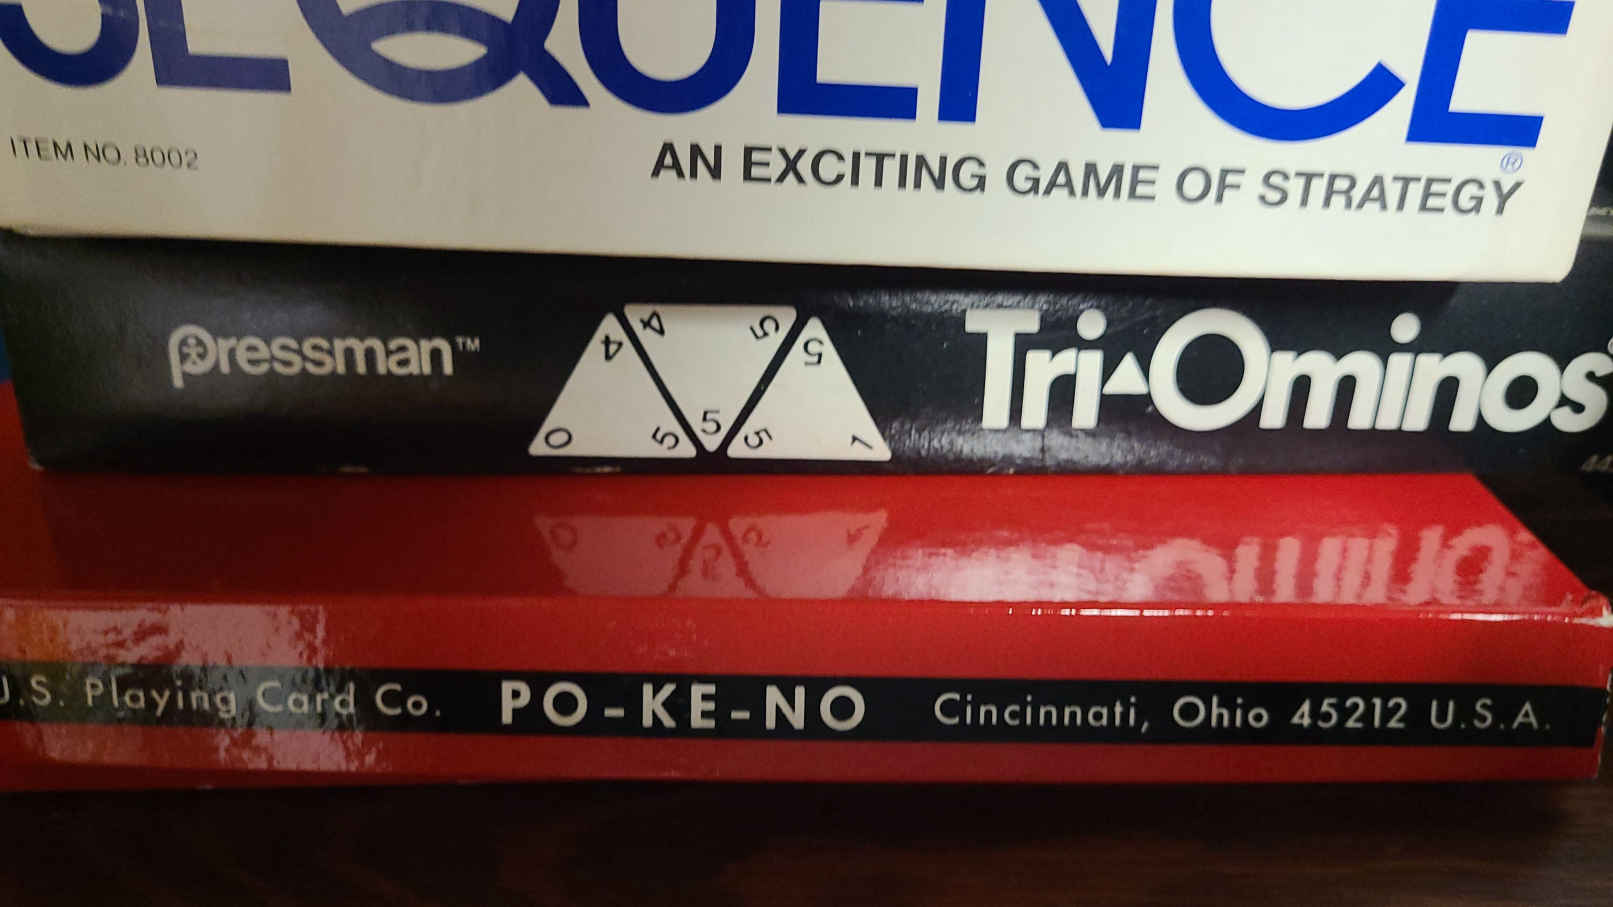 SEQUENCE®
ITEM NO. 8002
AN EXCITING GAME OF STRATEGY
pressman™
4 4 5 5
0 5 5 5 1
Tri-Ominos
U.S. Playing Card Co. PO-KE-NO Cincinnati, Ohio 45212 U.S.A.